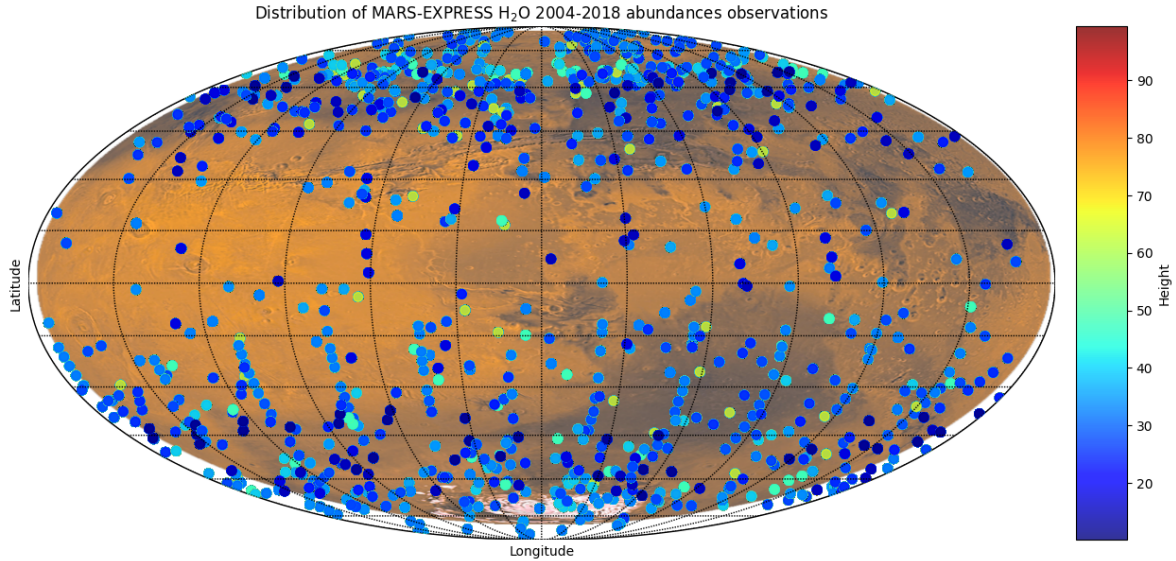 Distribution of MARS-EXPRESS H₂O 2004-2018 abundances observations
Latitude
Longitude
90
80
70
60
50
40
30
20
Height